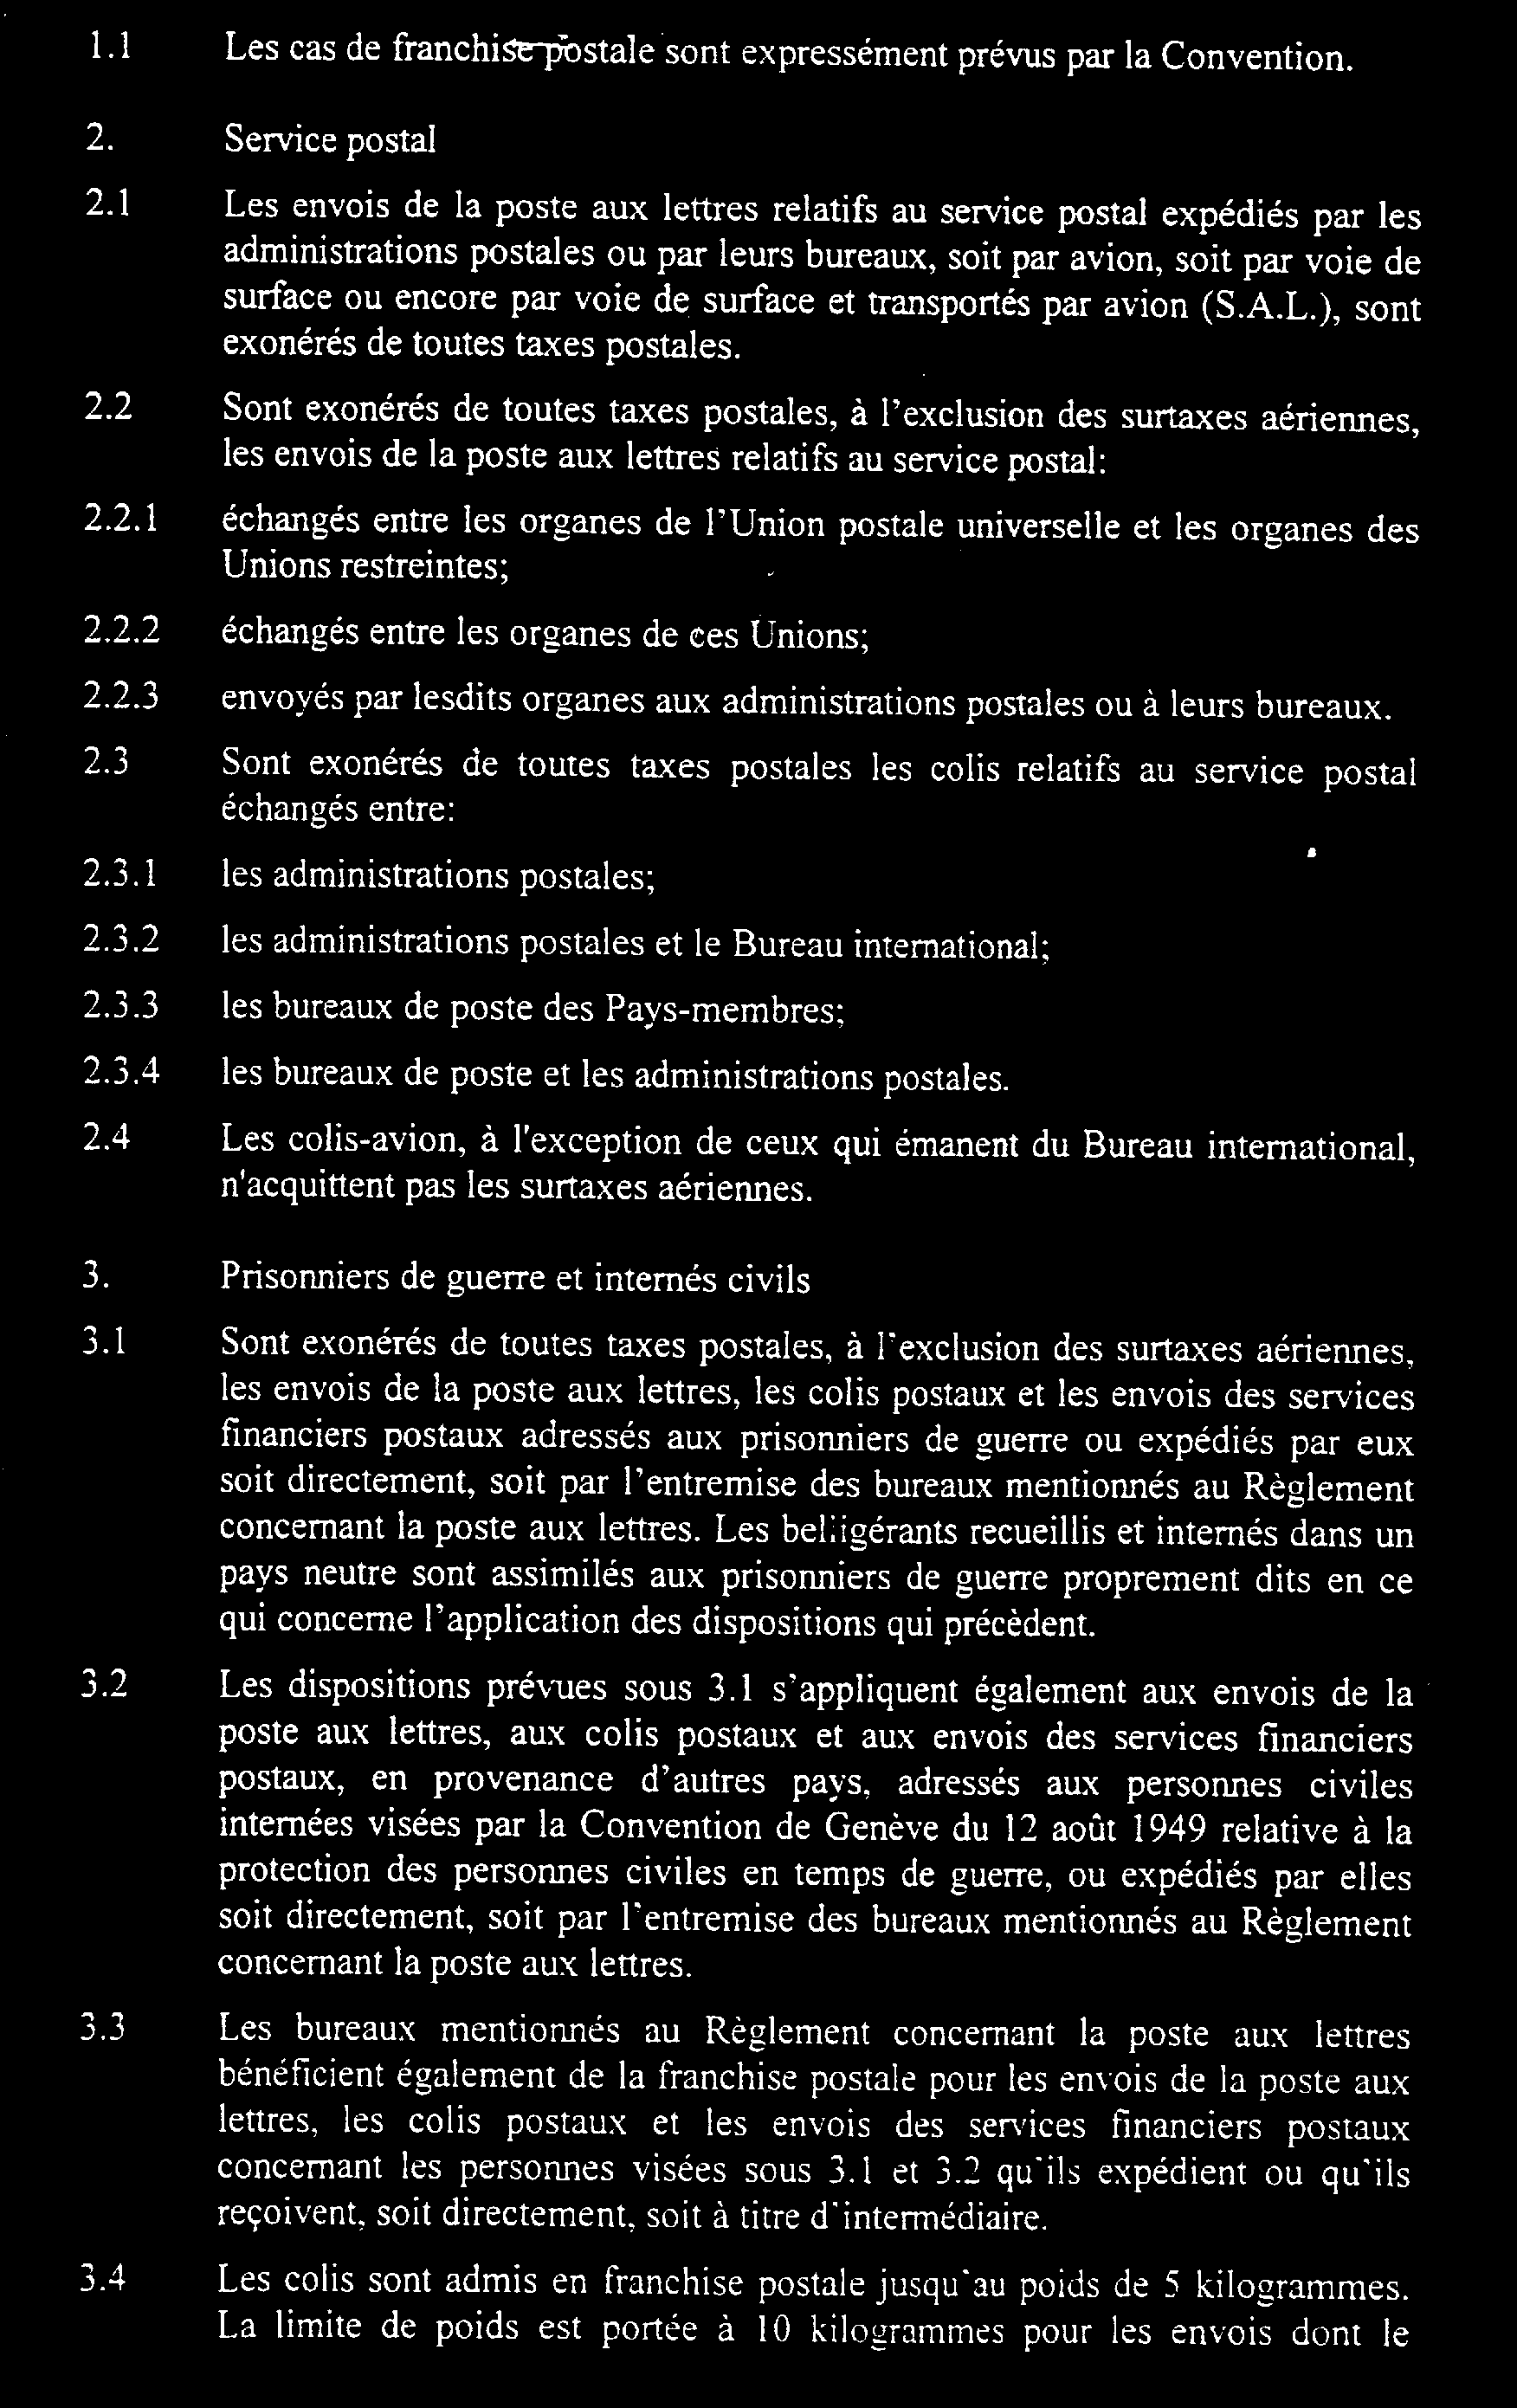 1.1 Les cas de franchise postale sont expressément prévus par la Convention.
2. Service postal
2.1 Les envois de la poste aux lettres relatifs au service postal expédiés par les
administrations postales ou par leurs bureaux, soit par avion, soit par voie de
surface ou encore par voie de surface et transportés par avion (S.A.L.), sont
exonérés de toutes taxes postales.
2.2 Sont exonérés de toutes taxes postales, à l'exclusion des surtaxes aériennes,
les envois de la poste aux lettres relatifs au service postal:
2.2.1 échangés entre les organes de l'Union postale universelle et les organes des
Unions restreintes;
2.2.2 échangés entre les organes de ces Unions;
2.2.3 envoyés par lesdits organes aux administrations postales ou à leurs bureaux.
2.3 Sont exonérés de toutes taxes postales les colis relatifs au service postal
échangés entre:
2.3.1 les administrations postales;
2.3.2 les administrations postales et le Bureau international;
2.3.3 les bureaux de poste des Pays-membres;
2.3.4 les bureaux de poste et les administrations postales.
2.4 Les colis-avion, à l'exception de ceux qui émanent du Bureau international,
n'acquittent pas les surtaxes aériennes.
3. Prisonniers de guerre et internés civils
3.1 Sont exonérés de toutes taxes postales, à l'exclusion des surtaxes aériennes,
les envois de la poste aux lettres, les colis postaux et les envois des services
financiers postaux adressés aux prisonniers de guerre ou expédiés par eux
soit directement, soit par l'entremise des bureaux mentionnés au Règlement
concernant la poste aux lettres. Les belligérants recueillis et internés dans un
pays neutre sont assimilés aux prisonniers de guerre proprement dits en ce
qui concerne l'application des dispositions qui précèdent.
3.2 Les dispositions prévues sous 3.1 s'appliquent également aux envois de la
poste aux lettres, aux colis postaux et aux envois des services financiers
postaux, en provenance d'autres pays, adressés aux personnes civiles
internées visées par la Convention de Genève du 12 août 1949 relative à la
protection des personnes civiles en temps de guerre, ou expédiés par elles
soit directement, soit par l'entremise des bureaux mentionnés au Règlement
concernant la poste aux lettres.
3.3 Les bureaux mentionnés au Règlement concernant la poste aux lettres
bénéficient également de la franchise postale pour les envois de la poste aux
lettres, les colis postaux et les envois des services financiers postaux
concernant les personnes visées sous 3.1 et 3.2 qu'ils expédient ou qu'ils
reçoivent, soit directement, soit à titre d'intermédiaire.
3.4 Les colis sont admis en franchise postale jusqu'au poids de 5 kilogrammes.
La limite de poids est portée à 10 kilogrammes pour les envois dont le